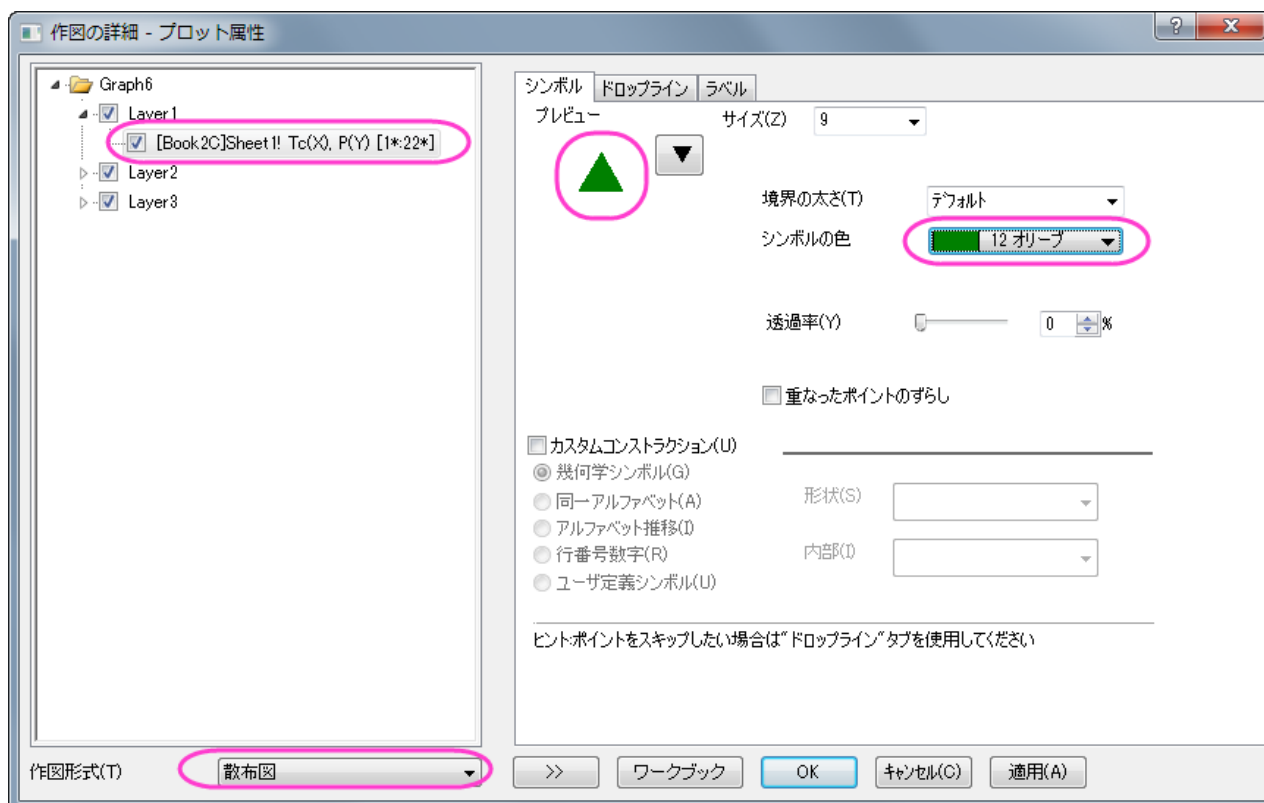 作図の詳細 - プロット属性
Graph6
Layer1
[Book2C]Sheet1! Tc(X), P(Y) [1*:22*]
Layer2
Layer3
シンボル ドロップライン ラベル
プレビュー サイズ(Z) 9
境界の太さ(T) デフォルト
シンボルの色 12 オリーブ
透過率(Y) 0 %
重なったポイントのずらし
カスタムコンストラクション(U)
幾何学シンボル(G)
同一アルファベット(A)
アルファベット推移(I)
行番号数字(R)
ユーザ定義シンボル(U)
形状(S)
内部(I)
ヒント:ポイントをスキップしたい場合は"ドロップライン"タブを使用してください
作図形式(T) 散布図 >> ワークブック OK キャンセル(C) 適用(A)